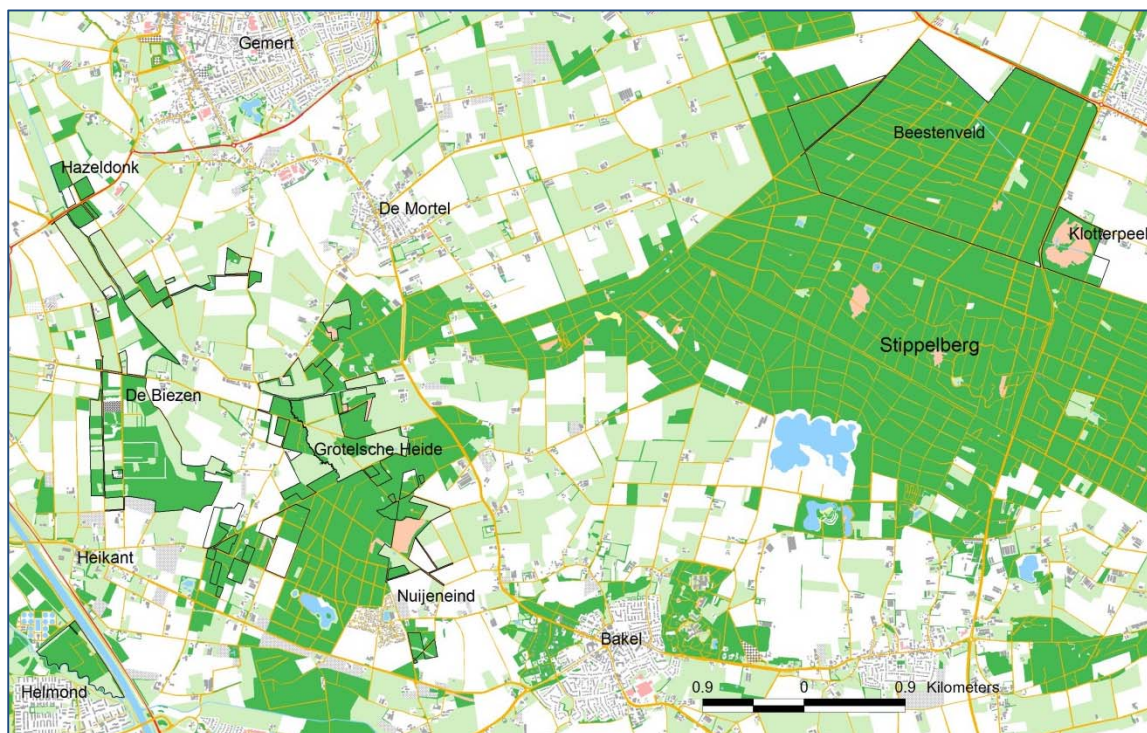 Gemert
Beestenveld
Hazeldonk
De Mortel
Klotterpeel
Stippelberg
De Biezen
Grotelsche Heide
Heikant
Nuijeneind
Bakel
Helmond
0.9 0 0.9 Kilometers